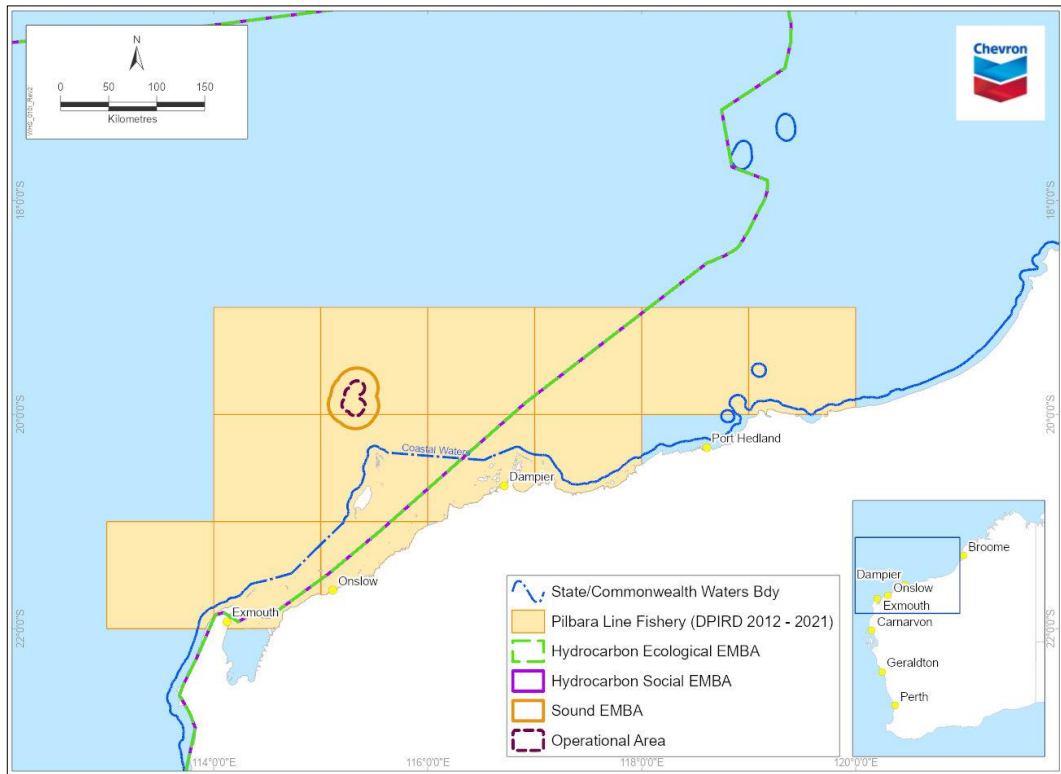 N
0 50 100 150
Kilometres
WHS_010i_Rev2
Chevron
18°0'0"S
18°0'0"S
20°0'0"S
20°0'0"S
22°0'0"S
22°0'0"S
Coastal Waters
Port Hedland
Dampier
Onslow
Exmouth
State/Commonwealth Waters Bdy
Pilbara Line Fishery (DPIRD 2012 - 2021)
Hydrocarbon Ecological EMBA
Hydrocarbon Social EMBA
Sound EMBA
Operational Area
Broome
Dampier
Onslow
Exmouth
Carnarvon
Geraldton
Perth
114°0'0"E
116°0'0"E
118°0'0"E
120°0'0"E